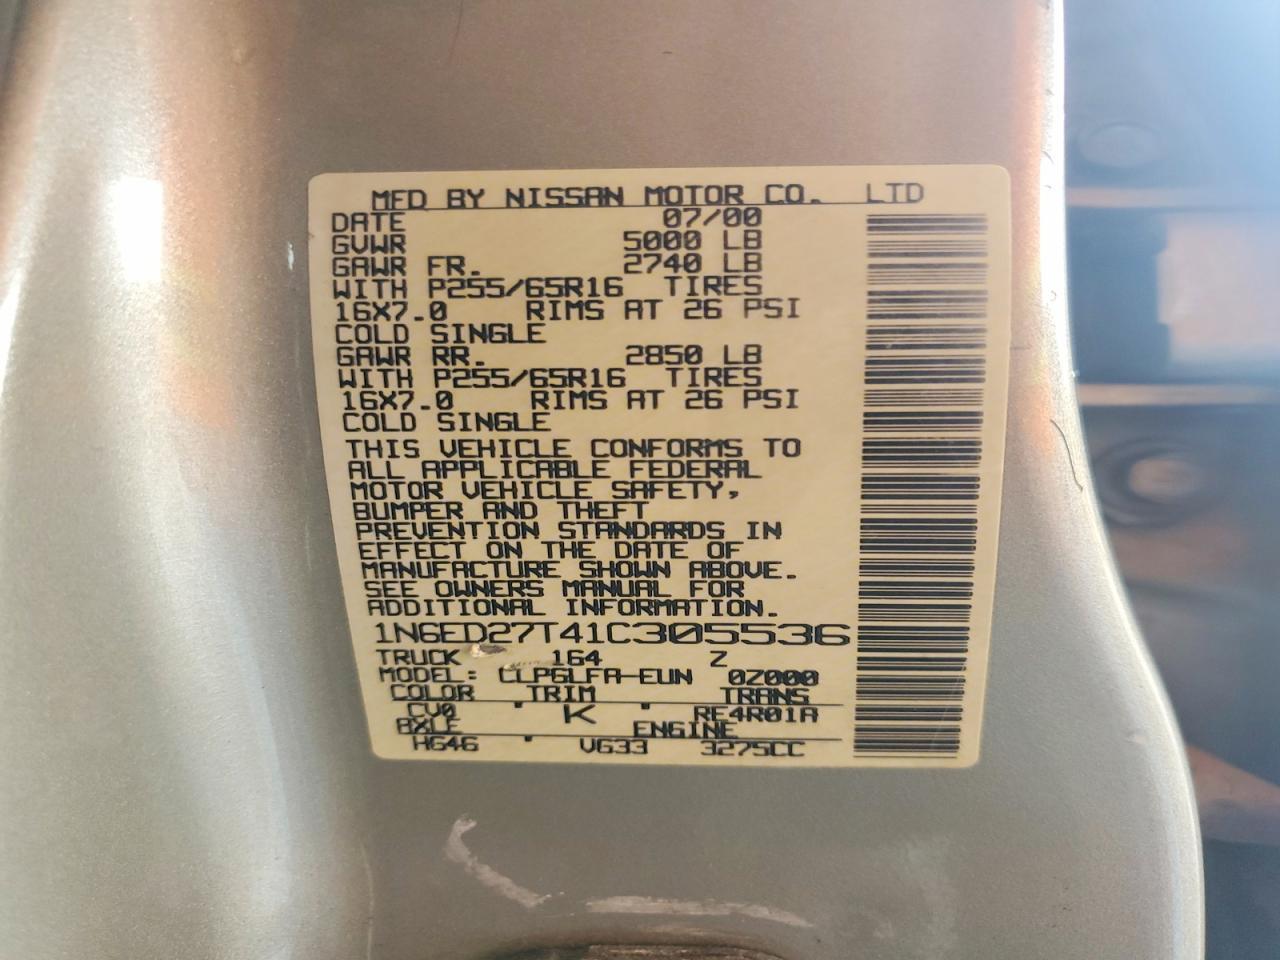 MFD BY NISSAN MOTOR CO. LTD
DATE 07/00
GVWR 5000 LB
GAWR FR. 2740 LB
WITH P255/65R16 TIRES
16X7.0 RIMS AT 26 PSI
COLD SINGLE
GAWR RR. 2850 LB
WITH P255/65R16 TIRES
16X7.0 RIMS AT 26 PSI
COLD SINGLE
THIS VEHICLE CONFORMS TO
ALL APPLICABLE FEDERAL
MOTOR VEHICLE SAFETY,
BUMPER AND THEFT
PREVENTION STANDARDS IN
EFFECT ON THE DATE OF
MANUFACTURE SHOWN ABOVE.
SEE OWNERS MANUAL FOR
ADDITIONAL INFORMATION.
1N6ED27T41C305536
TRUCK 164 Z
MODEL: CLPGLFA-EUN 0Z000
COLOR TRIM TRANS
CV0 K RE4R01A
AXLE ENGINE
HG46 VG33 3275CC